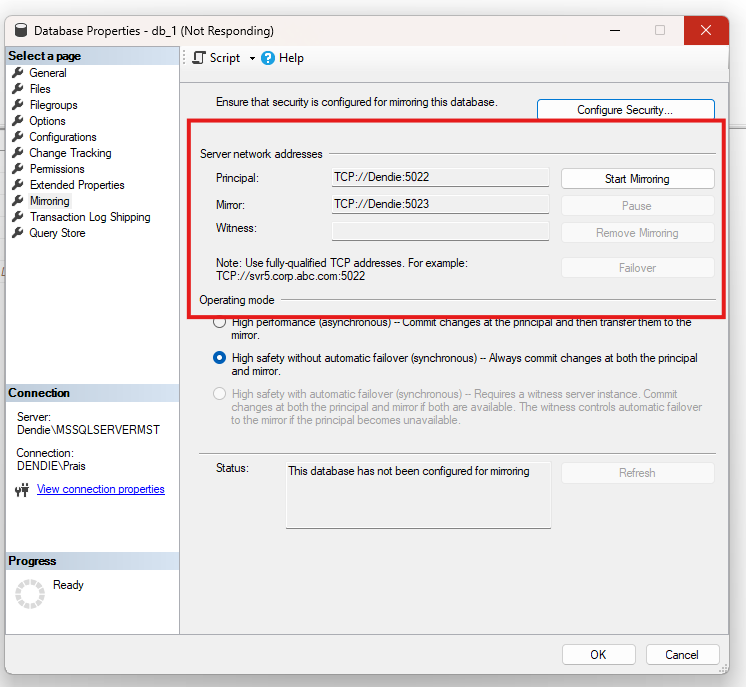 Database Properties - db_1 (Not Responding)
Select a page
General
Files
Filegroups
Options
Configurations
Change Tracking
Permissions
Extended Properties
Mirroring
Transaction Log Shipping
Query Store
Connection
Server:
Dendie\MSSQLSERVERMST
Connection:
DENDIE\Prais
View connection properties
Progress
Ready
Script
Help
Ensure that security is configured for mirroring this database.
Configure Security...
Server network addresses
Principal:
TCP://Dendie:5022
Start Mirroring
Mirror:
TCP://Dendie:5023
Pause
Witness:
Remove Mirroring
Note: Use fully-qualified TCP addresses. For example:
TCP://svr5.corp.abc.com:5022
Failover
Operating mode
High performance (asynchronous) -- Commit changes at the principal and then transfer them to the
mirror.
High safety without automatic failover (synchronous) -- Always commit changes at both the principal
and mirror.
High safety with automatic failover (synchronous) -- Requires a witness server instance. Commit
changes at both the principal and mirror if both are available. The witness controls automatic failover
to the mirror if the principal becomes unavailable.
Status:
This database has not been configured for mirroring
Refresh
OK
Cancel